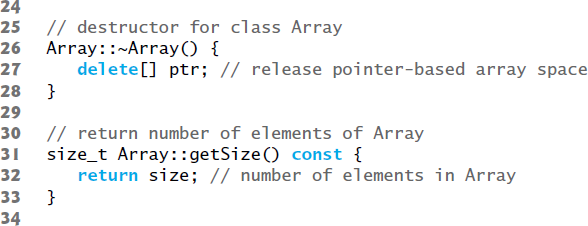 24
25 // destructor for class Array
26 Array::~Array() {
27 delete[] ptr; // release pointer-based array space
28 }
29
30 // return number of elements of Array
31 size_t Array::getSize() const {
32 return size; // number of elements in Array
33 }
34